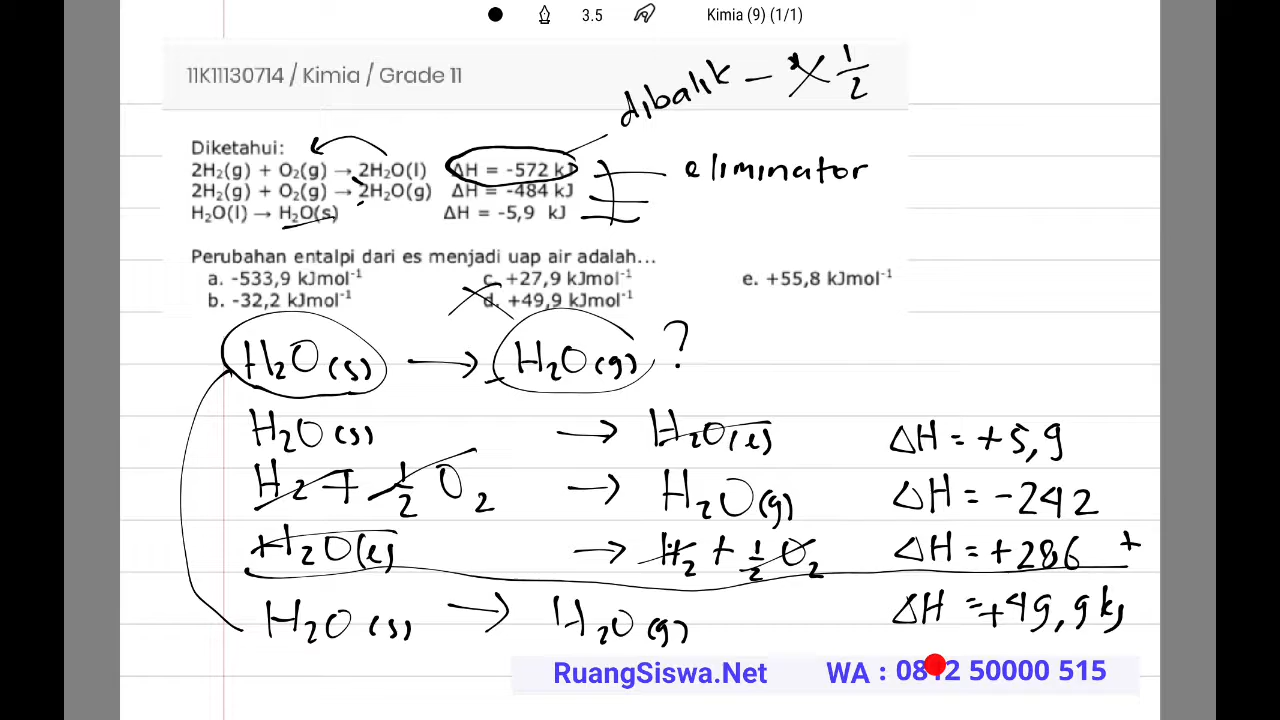 3.5 Kimia (9) (1/1)
11K11130714 / Kimia / Grade 11
dibalik - x 1/2
Diketahui:
2H₂(g) + O₂(g) → 2H₂O(l) ΔH = -572 kJ
eliminator
2H₂(g) + O₂(g) → 2H₂O(g) ΔH = -484 kJ
H₂O(l) → H₂O(s) ΔH = -5,9 kJ
Perubahan entalpi dari es menjadi uap air adalah...
a. -533,9 kJmol⁻¹ c. +27,9 kJmol⁻¹ e. +55,8 kJmol⁻¹
b. -32,2 kJmol⁻¹ d. +49,9 kJmol⁻¹
H₂O(s) → H₂O(g) ?
H₂O(s) → H₂O(l) ΔH = +5,9
H₂ + 1/2 O₂ → H₂O(g) ΔH = -242
H₂O(l) → H₂ + 1/2 O₂ ΔH = +286 +
H₂O(s) → H₂O(g) ΔH = +49,9 kj
RuangSiswa.Net WA : 0812 50000 515